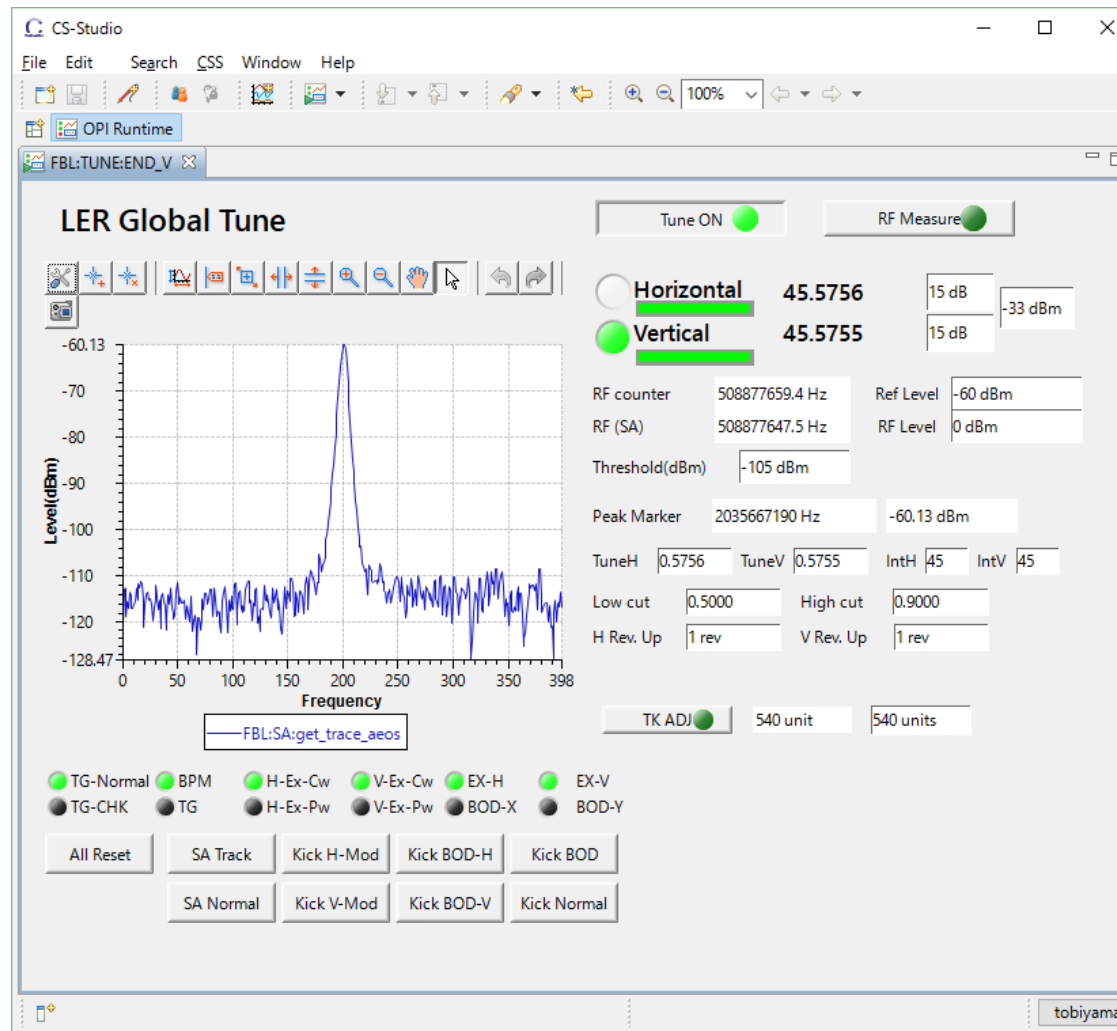 CS-Studio
File Edit Search CSS Window Help
100%
OPI Runtime
FBL:TUNE:END_V
LER Global Tune
Tune ON RF Measure
Horizontal 45.5756 15 dB
-33 dBm
Vertical 45.5755 15 dB
RF counter 508877659.4 Hz Ref Level -60 dBm
RF (SA) 508877647.5 Hz RF Level 0 dBm
Threshold(dBm) -105 dBm
Peak Marker 2035667190 Hz -60.13 dBm
TuneH 0.5756 TuneV 0.5755 IntH 45 IntV 45
Low cut 0.5000 High cut 0.9000
H Rev. Up 1 rev V Rev. Up 1 rev
TK ADJ 540 unit 540 units
Level(dBm)
-60.13
-70
-80
-90
-100
-110
-120
-128.47
0 50 100 150 200 250 300 350 398
Frequency
FBL:SA:get_trace_aeos
TG-Normal BPM H-Ex-Cw V-Ex-Cw EX-H EX-V
TG-CHK TG H-Ex-Pw V-Ex-Pw BOD-X BOD-Y
All Reset SA Track Kick H-Mod Kick BOD-H Kick BOD
SA Normal Kick V-Mod Kick BOD-V Kick Normal
tobiyama